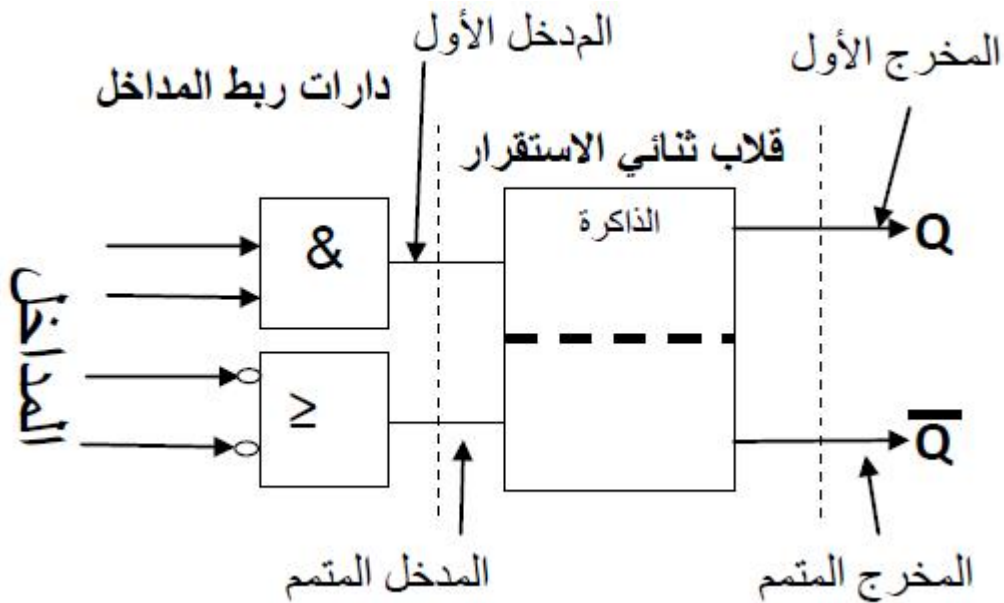 المدخل الأول
المخرج الأول
دارات ربط المداخل
قلاب ثنائي الاستقرار
الذاكرة
&
Q
المداخل
≥
Q̅
المدخل المتمم
المخرج المتمم